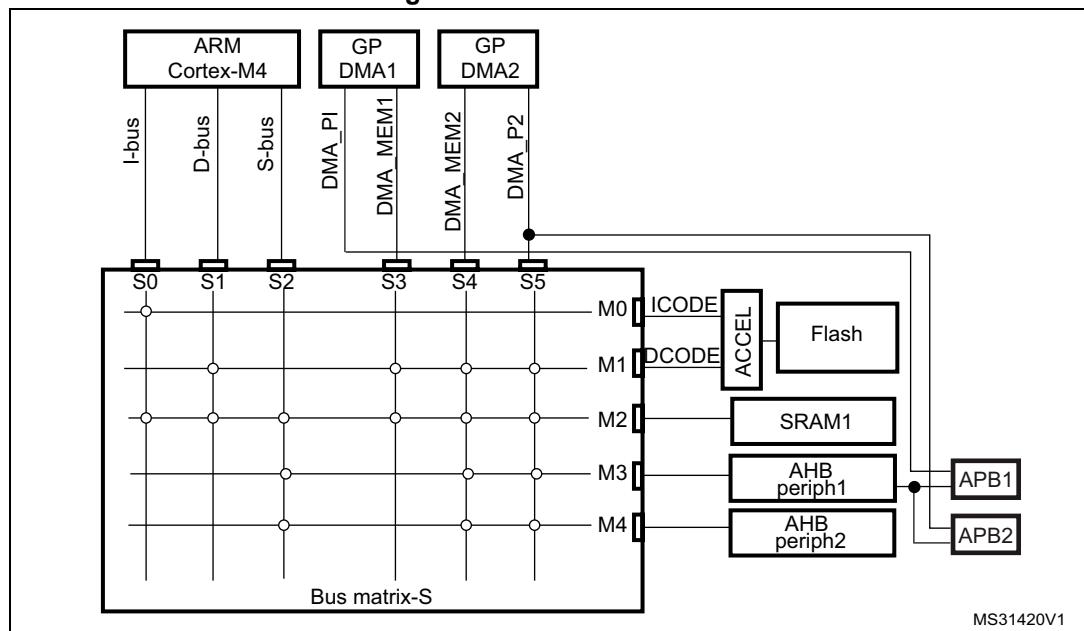 ARM
Cortex-M4
GP
DMA1
GP
DMA2
I-bus
D-bus
S-bus
DMA_PI
DMA_MEM1
DMA_MEM2
DMA_P2
S0
S1
S2
S3
S4
S5
M0
ICODE
M1
DCODE
ACCEL
Flash
M2
SRAM1
M3
AHB
periph1
APB1
M4
AHB
periph2
APB2
Bus matrix-S
MS31420V1